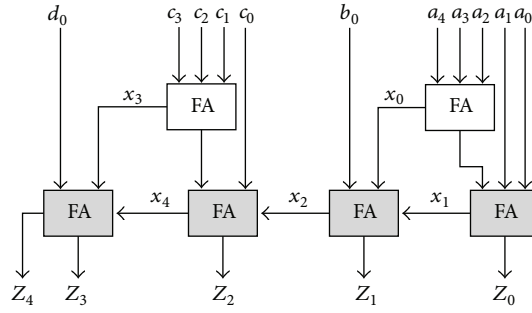 d₀ c₃ c₂ c₁ c₀ b₀ a₄ a₃ a₂ a₁ a₀
x₃ FA x₀ FA
FA x₄ FA x₂ FA x₁ FA
Z₄ Z₃ Z₂ Z₁ Z₀